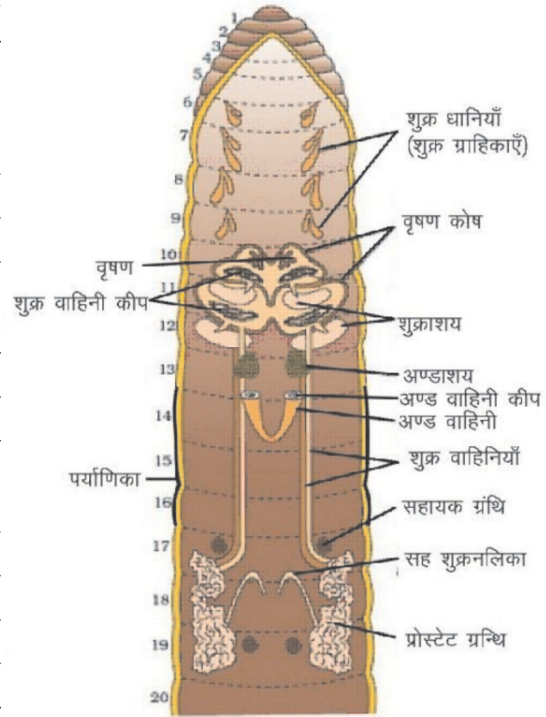 1
2
3
4
5
6
7
8
9
10
11
12
13
14
15
16
17
18
19
20
शुक्र धानियाँ
(शुक्र ग्राहिकाएँ)
वृषण कोष
वृषण
शुक्र वाहिनी कीप
शुक्राशय
अण्डाशय
अण्ड वाहिनी कीप
अण्ड वाहिनी
शुक्र वाहिनियाँ
पर्याणिका
सहायक ग्रंथि
सह शुक्रनलिका
प्रोस्टेट ग्रन्थि